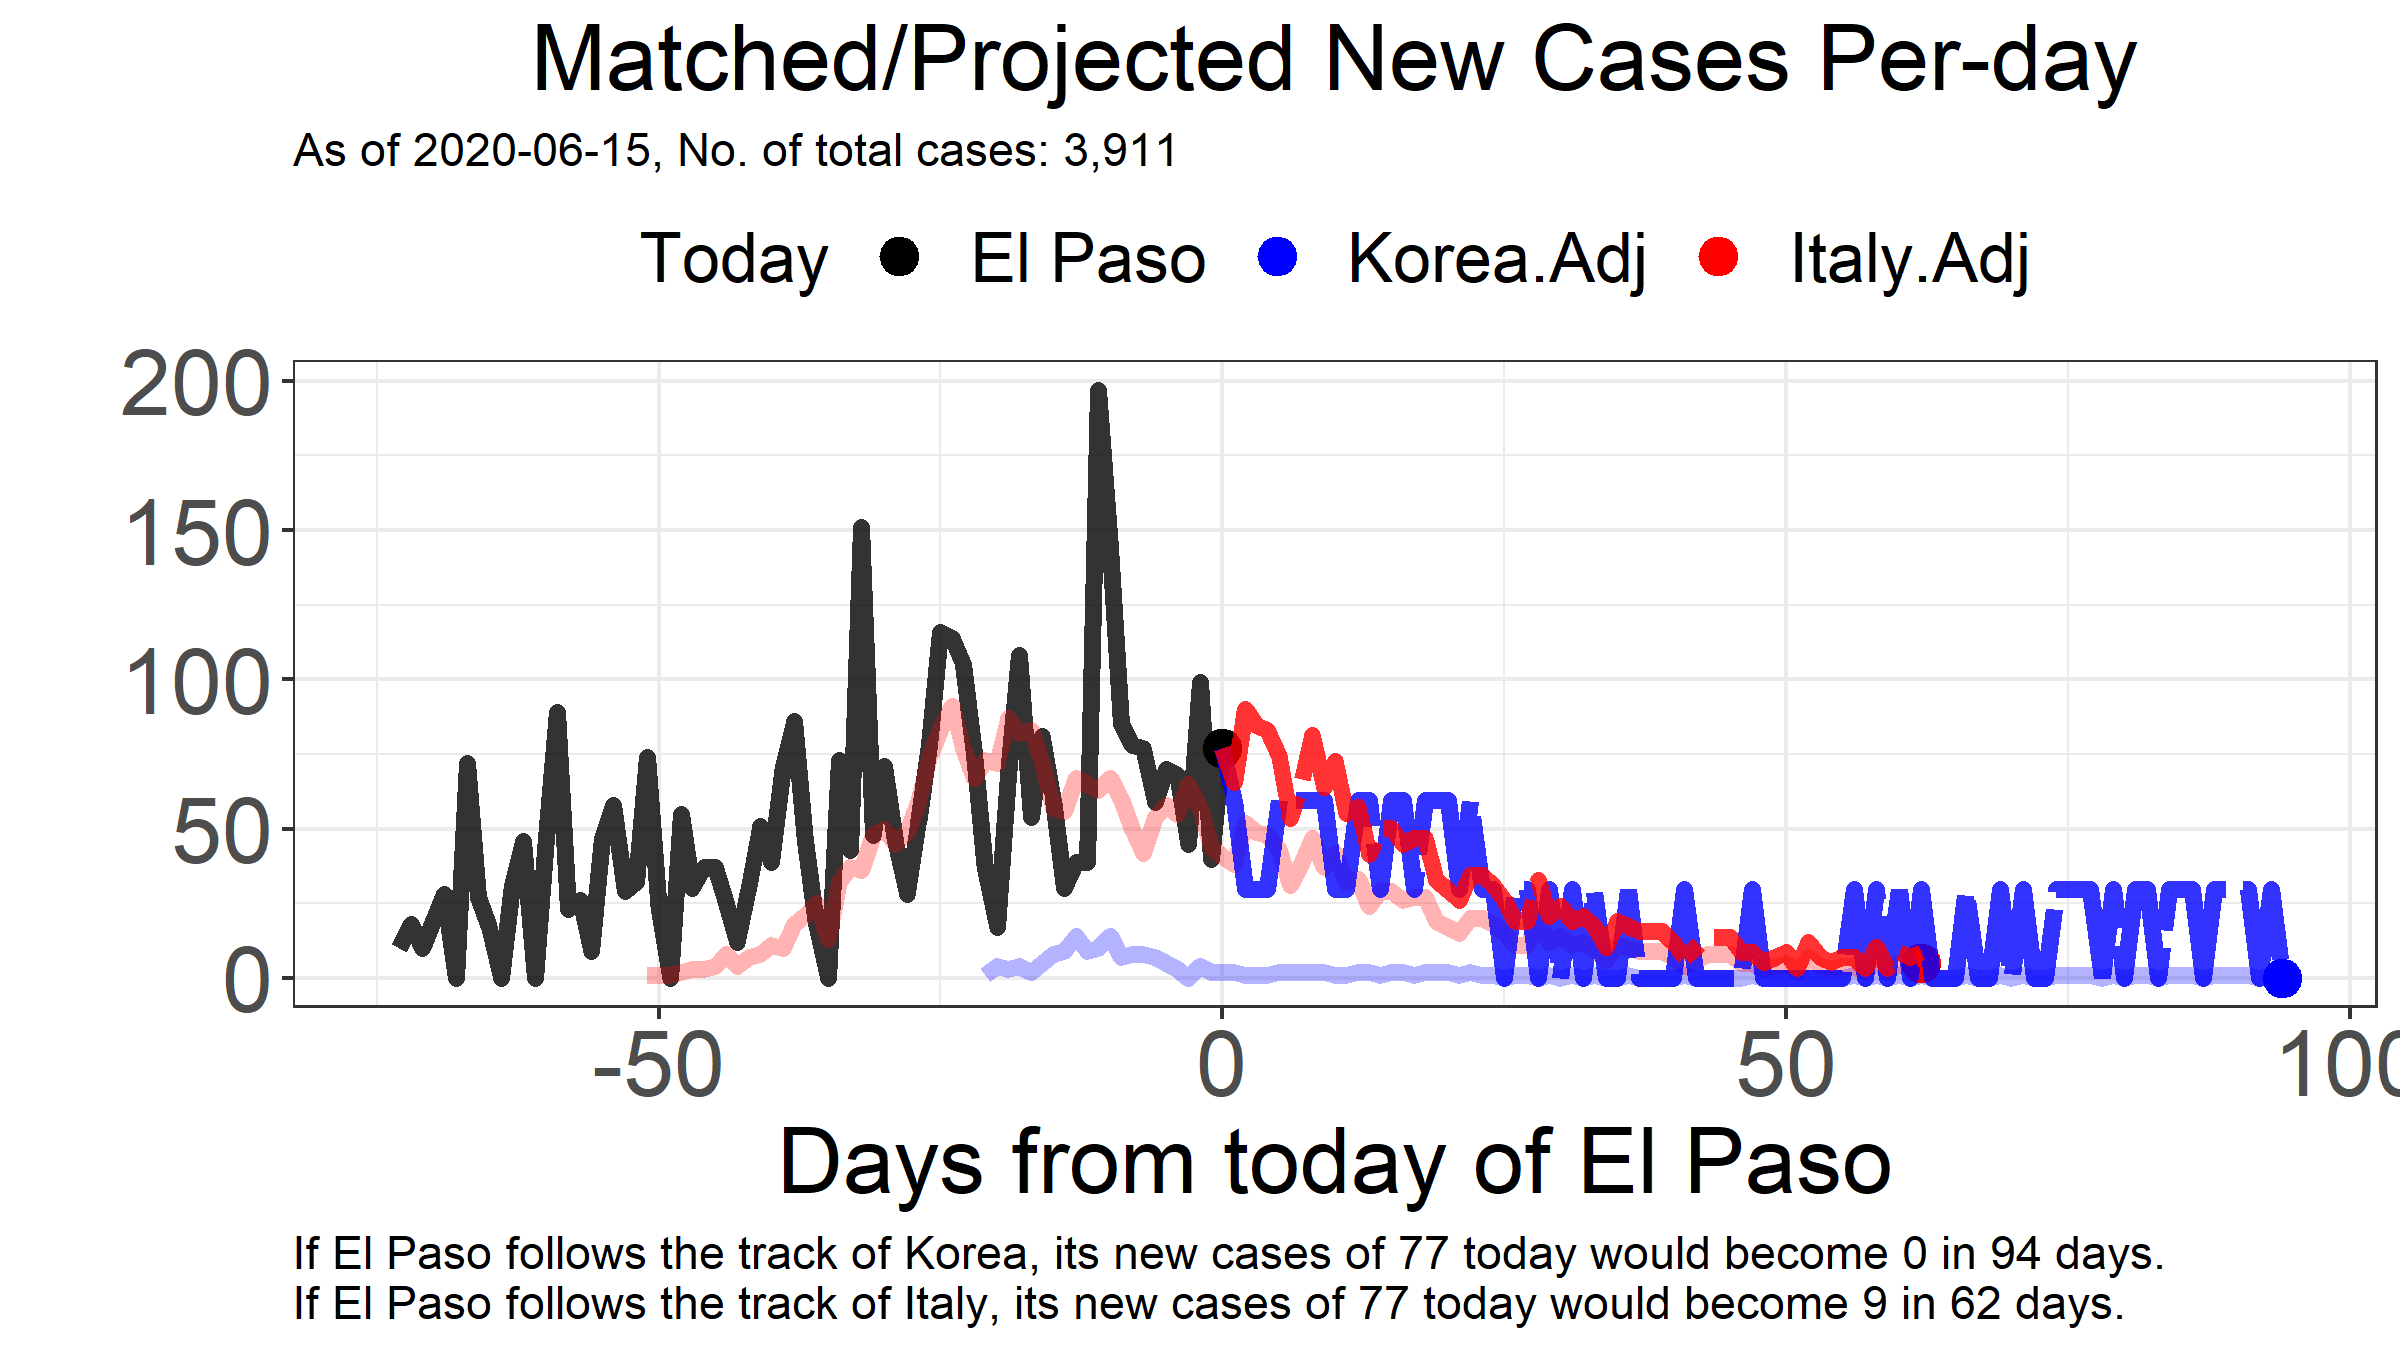 Matched/Projected New Cases Per-day
As of 2020-06-15, No. of total cases: 3,911
Today El Paso Korea.Adj Italy.Adj
200
150
100
50
0
-50 0 50 100
Days from today of El Paso
If El Paso follows the track of Korea, its new cases of 77 today would become 0 in 94 days.
If El Paso follows the track of Italy, its new cases of 77 today would become 9 in 62 days.